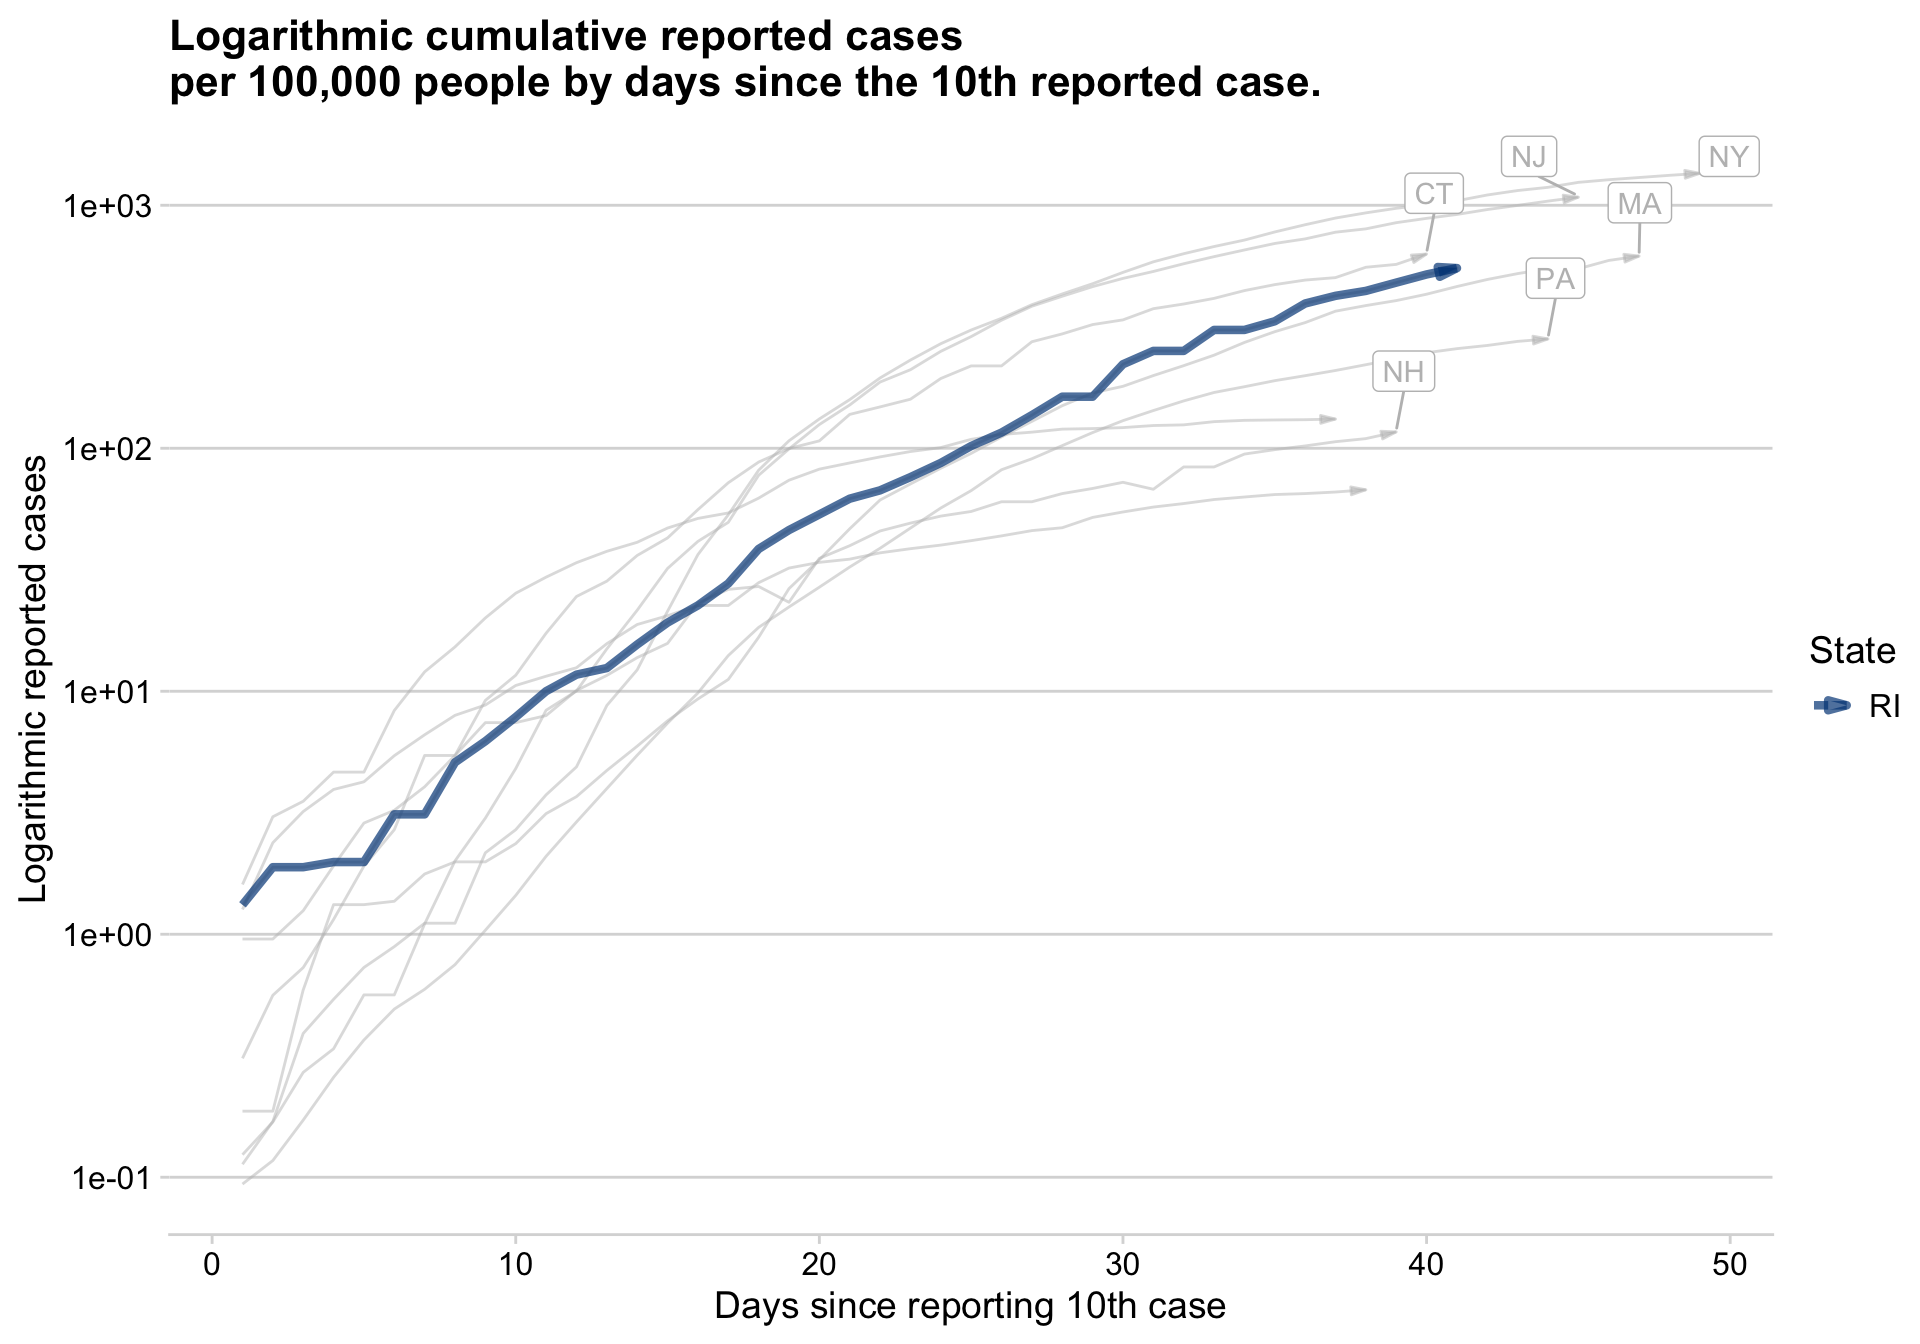 Logarithmic cumulative reported cases
per 100,000 people by days since the 10th reported case.
NJ
NY
CT
MA
PA
NH
1e+03
1e+02
1e+01
1e+00
1e-01
Logarithmic reported cases
0 10 20 30 40 50
Days since reporting 10th case
State
RI